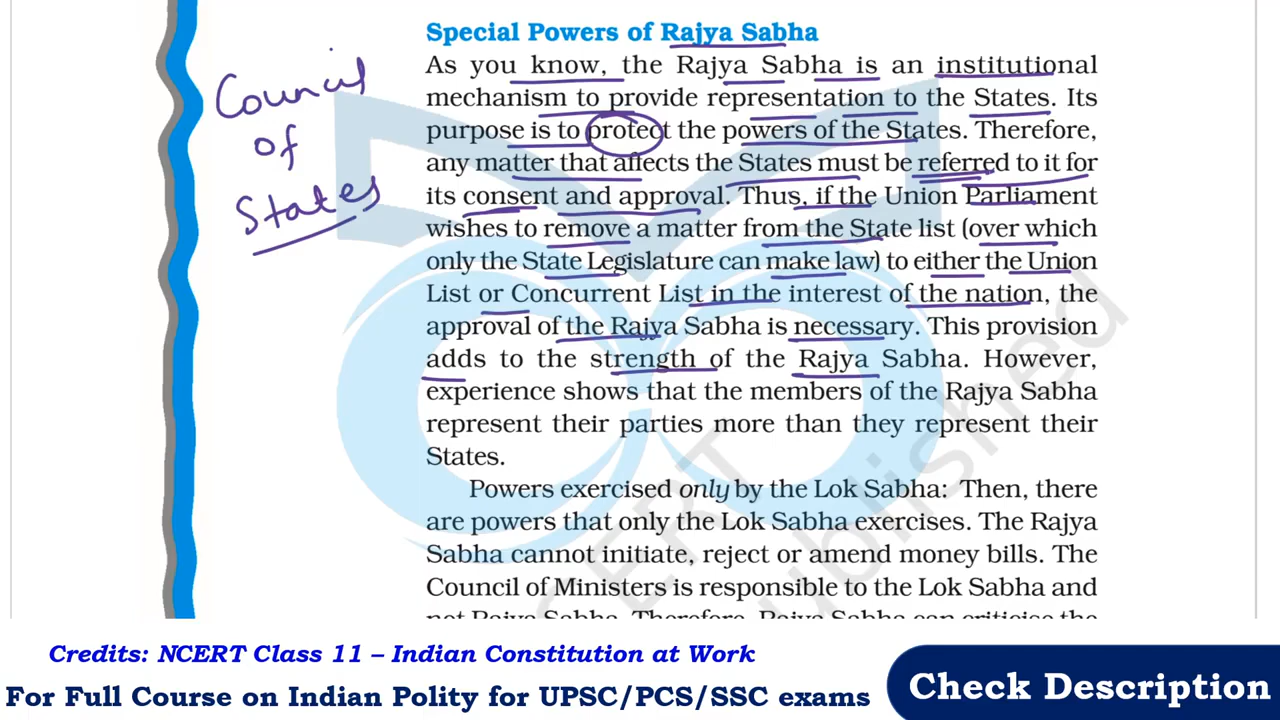 Special Powers of Rajya Sabha
As you know, the Rajya Sabha is an institutional
mechanism to provide representation to the States. Its
purpose is to protect the powers of the States. Therefore,
any matter that affects the States must be referred to it for
its consent and approval. Thus, if the Union Parliament
wishes to remove a matter from the State list (over which
only the State Legislature can make law) to either the Union
List or Concurrent List in the interest of the nation, the
approval of the Rajya Sabha is necessary. This provision
adds to the strength of the Rajya Sabha. However,
experience shows that the members of the Rajya Sabha
represent their parties more than they represent their
States.
Powers exercised only by the Lok Sabha: Then, there
are powers that only the Lok Sabha exercises. The Rajya
Sabha cannot initiate, reject or amend money bills. The
Council of Ministers is responsible to the Lok Sabha and
not Rajya Sabha. Therefore, Rajya Sabha can criticise the
Council
of
States
Credits: NCERT Class 11 – Indian Constitution at Work
For Full Course on Indian Polity for UPSC/PCS/SSC exams
Check Description